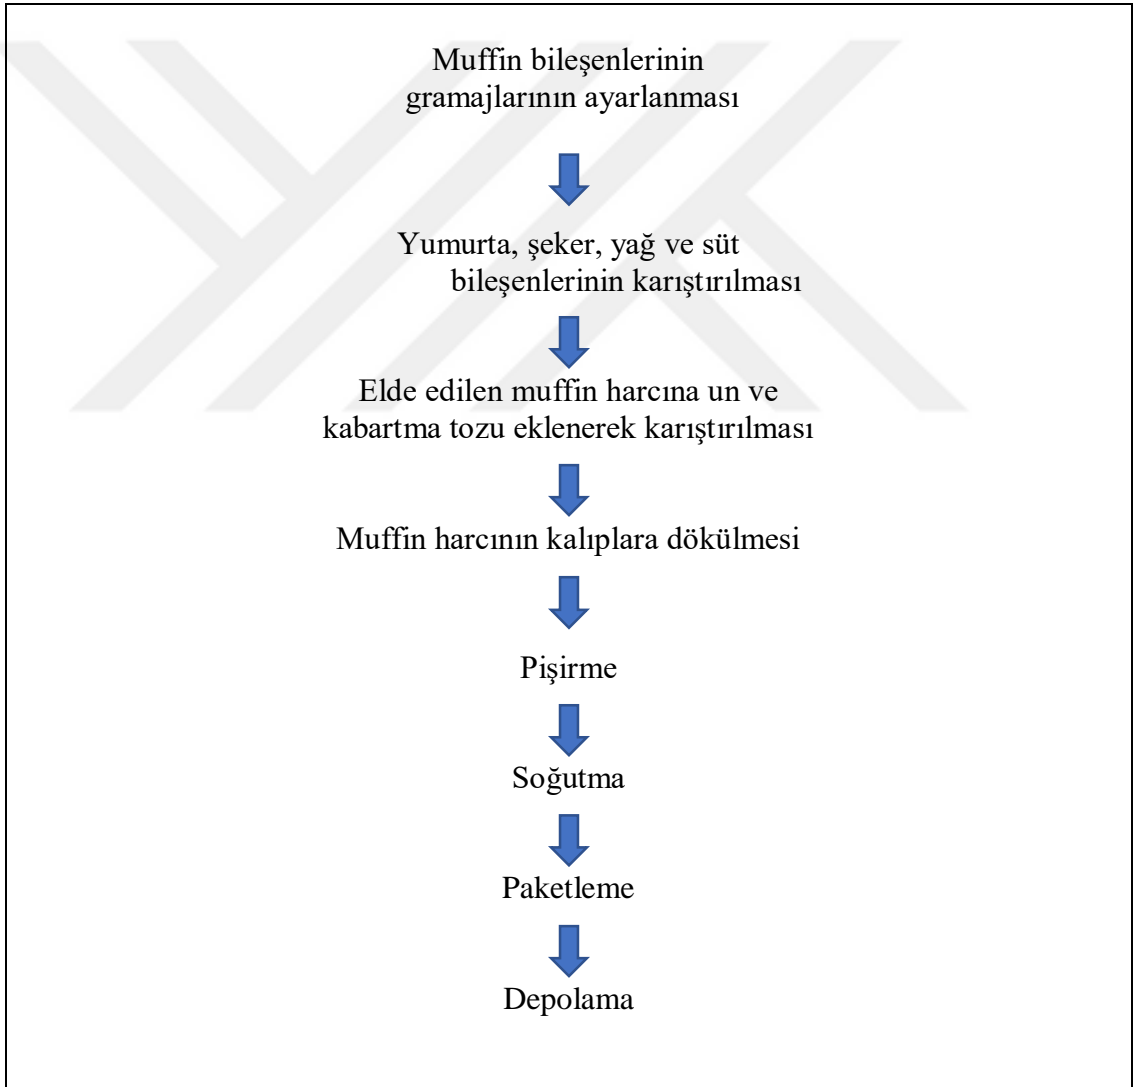 Muffin bileşenlerinin
gramajlarının ayarlanması
Yumurta, şeker, yağ ve süt
bileşenlerinin karıştırılması
Elde edilen muffin harcına un ve
kabartma tozu eklenerek karıştırılması
Muffin harcının kalıplara dökülmesi
Pişirme
Soğutma
Paketleme
Depolama